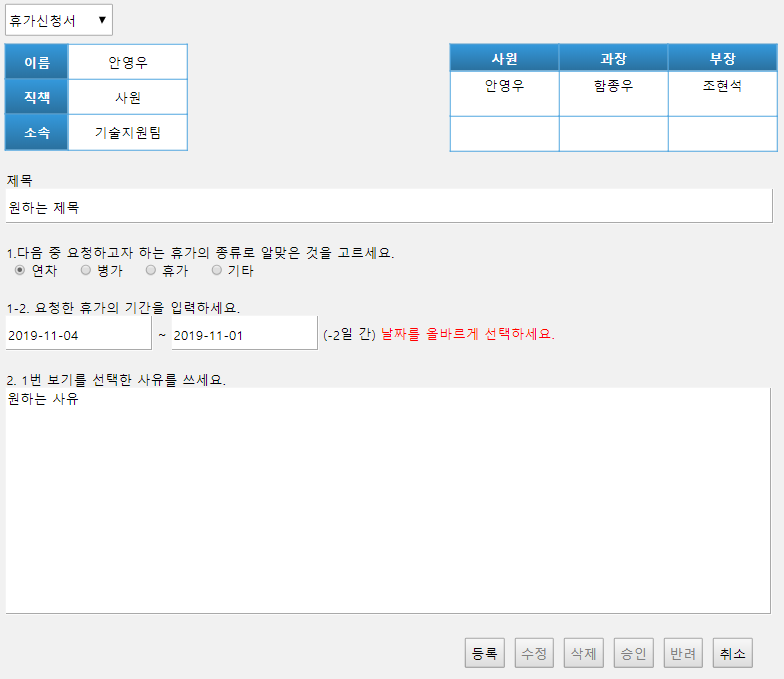 휴가신청서
이름 안영우
직책 사원
소속 기술지원팀
사원 과장 부장
안영우 함종우 조현석
제목
원하는 제목
1.다음 중 요청하고자 하는 휴가의 종류로 알맞은 것을 고르세요.
연차 병가 휴가 기타
1-2. 요청한 휴가의 기간을 입력하세요.
2019-11-04 ~ 2019-11-01 (-2일 간) 날짜를 올바르게 선택하세요.
2. 1번 보기를 선택한 사유를 쓰세요.
원하는 사유
등록 수정 삭제 승인 반려 취소